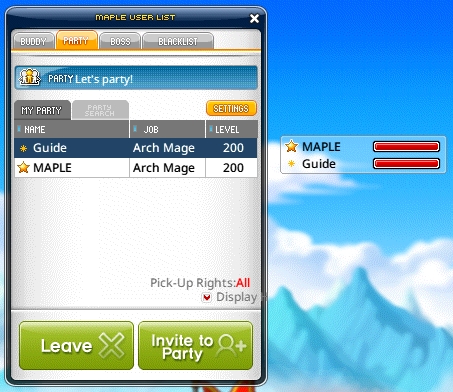 MAPLE USER LIST
BUDDY PARTY BOSS BLACKLIST
PARTY Let's party!
MY PARTY PARTY SEARCH SETTINGS
NAME JOB LEVEL
Guide Arch Mage 200
MAPLE Arch Mage 200
MAPLE
Guide
Pick-Up Rights:All
Display
Leave Invite to Party